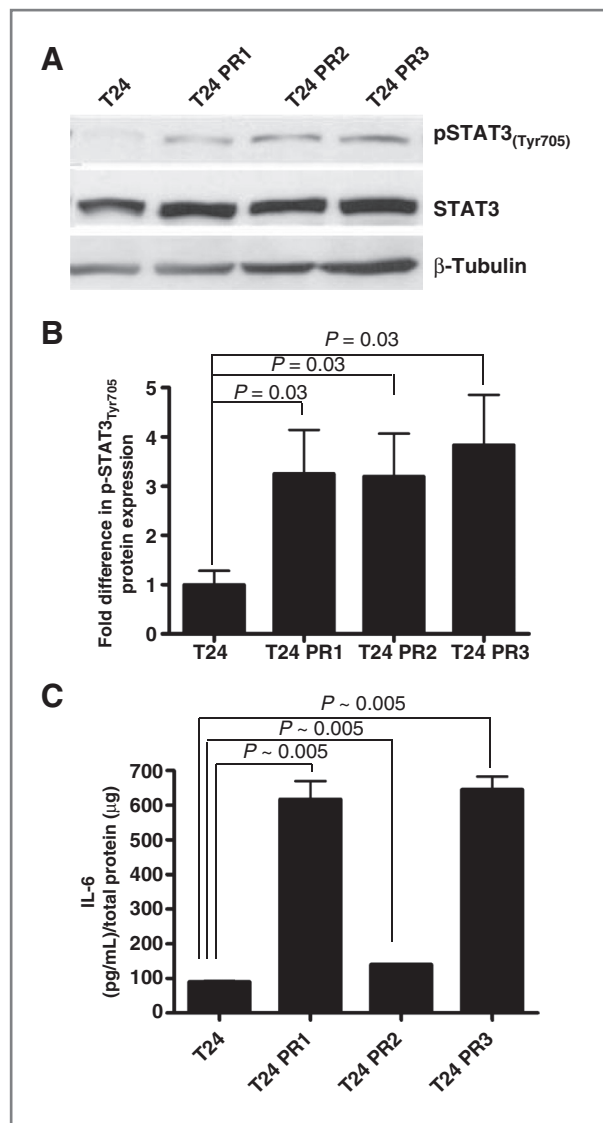 A
T24
T24 PR1
T24 PR2
T24 PR3
pSTAT3(Tyr705)
STAT3
β-Tubulin
B
P = 0.03
P = 0.03
P = 0.03
Fold difference in p-STAT3Tyr705
protein expression
5
4
3
2
1
0
T24
T24 PR1
T24 PR2
T24 PR3
C
P ~ 0.005
P ~ 0.005
P ~ 0.005
IL-6
(pg/mL)/total protein (μg)
700
600
500
400
300
200
100
0
T24
T24 PR1
T24 PR2
T24 PR3